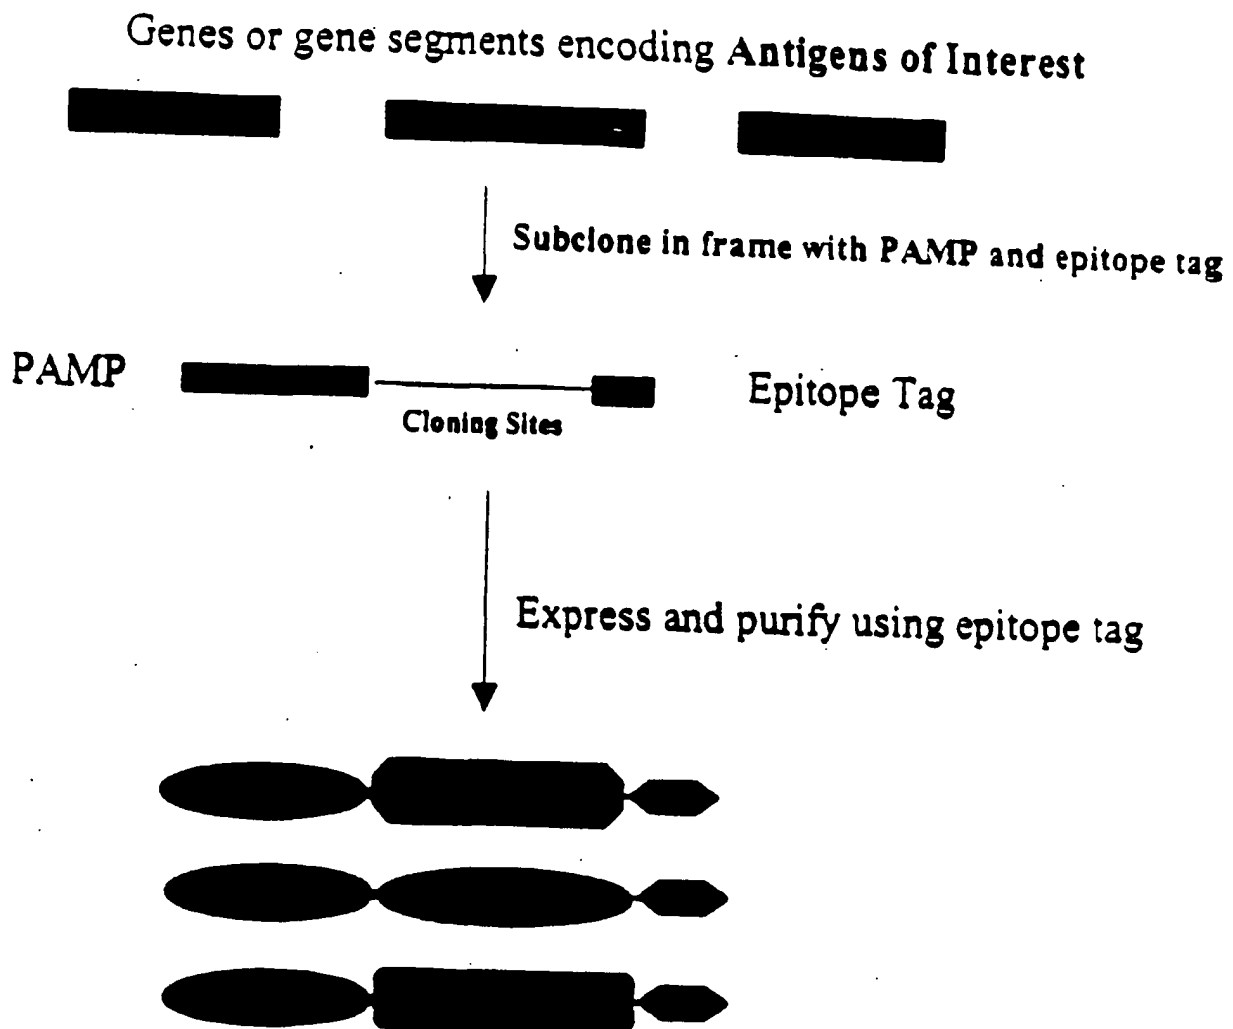 Genes or gene segments encoding Antigens of Interest
Subclone in frame with PAMP and epitope tag
PAMP
Epitope Tag
Cloning Sites
Express and purify using epitope tag